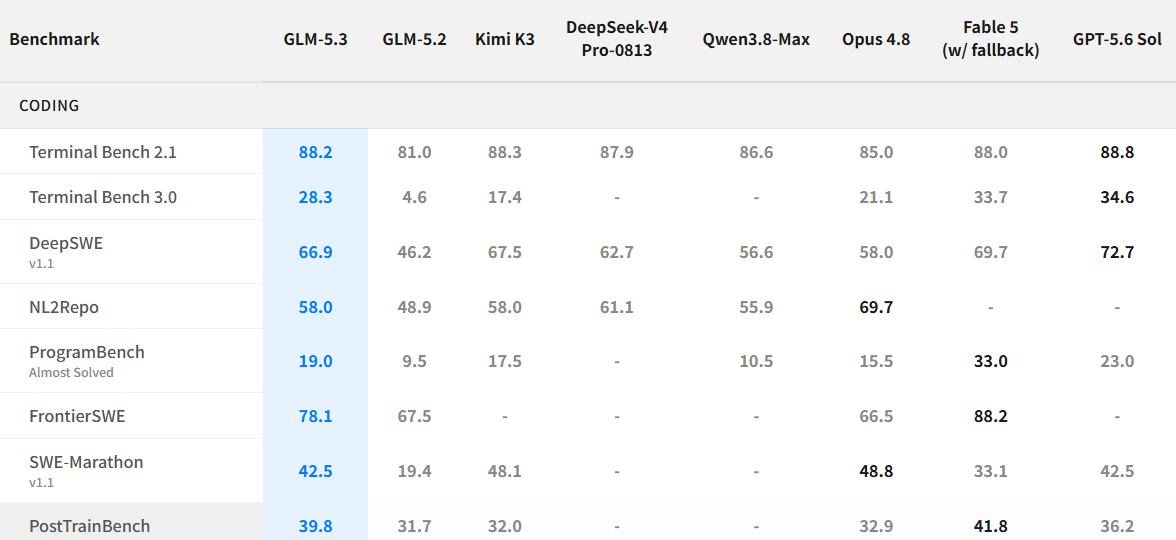 Benchmark GLM-5.3 GLM-5.2 Kimi K3 DeepSeek-V4 Pro-0813 Qwen3.8-Max Opus 4.8 Fable 5 (w/ fallback) GPT-5.6 Sol
CODING
Terminal Bench 2.1 88.2 81.0 88.3 87.9 86.6 85.0 88.0 88.8
Terminal Bench 3.0 28.3 4.6 17.4 - - 21.1 33.7 34.6
DeepSWE v1.1 66.9 46.2 67.5 62.7 56.6 58.0 69.7 72.7
NL2Repo 58.0 48.9 58.0 61.1 55.9 69.7 - -
ProgramBench Almost Solved 19.0 9.5 17.5 - 10.5 15.5 33.0 23.0
FrontierSWE 78.1 67.5 - - - 66.5 88.2 -
SWE-Marathon v1.1 42.5 19.4 48.1 - - 48.8 33.1 42.5
PostTrainBench 39.8 31.7 32.0 - - 32.9 41.8 36.2